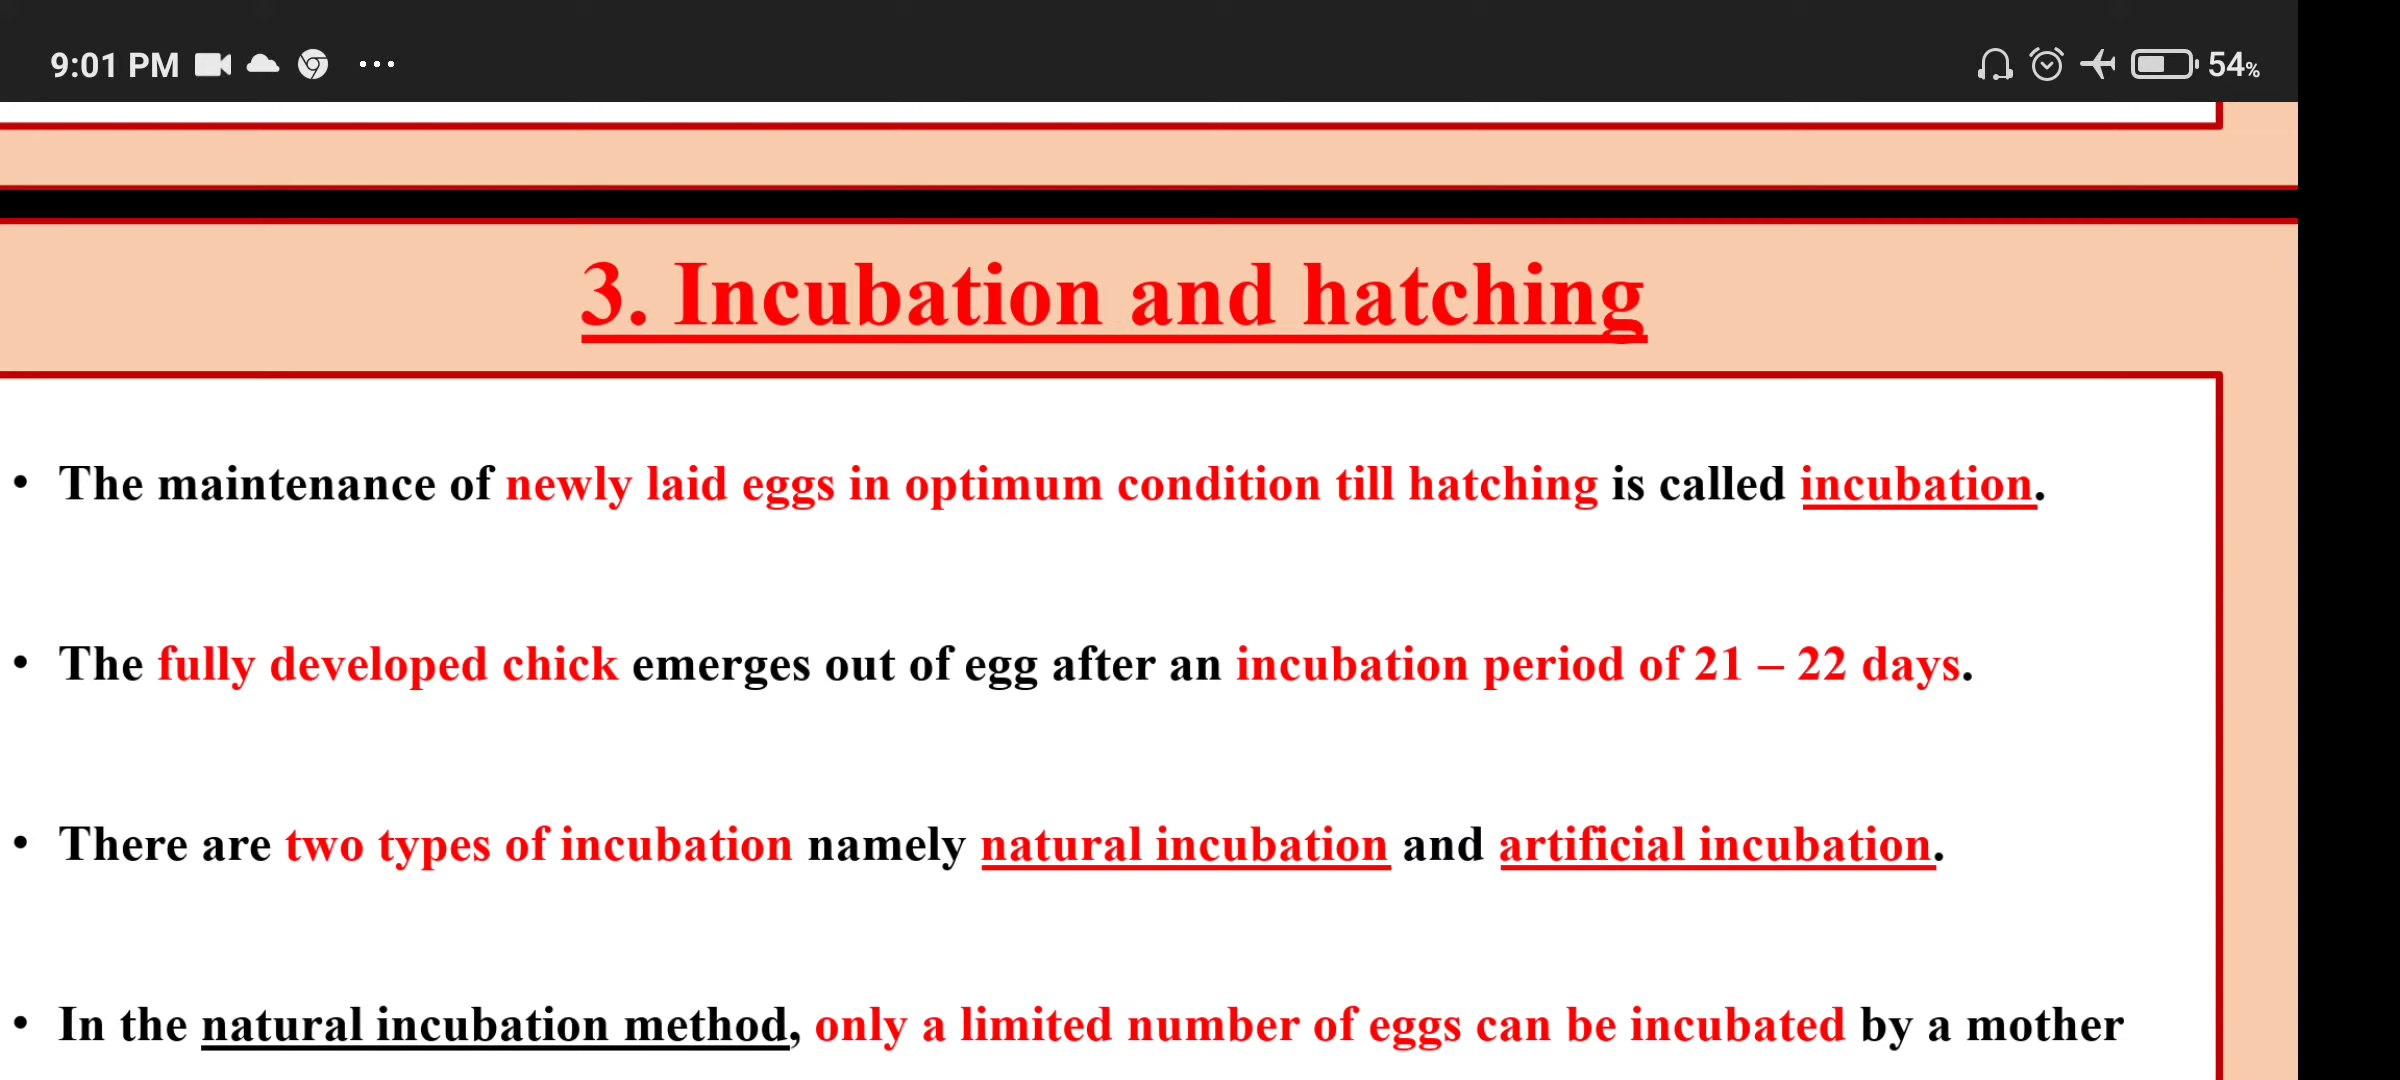 9:01 PM ... 54%
3. Incubation and hatching
• The maintenance of newly laid eggs in optimum condition till hatching is called incubation.
• The fully developed chick emerges out of egg after an incubation period of 21 – 22 days.
• There are two types of incubation namely natural incubation and artificial incubation.
• In the natural incubation method, only a limited number of eggs can be incubated by a mother